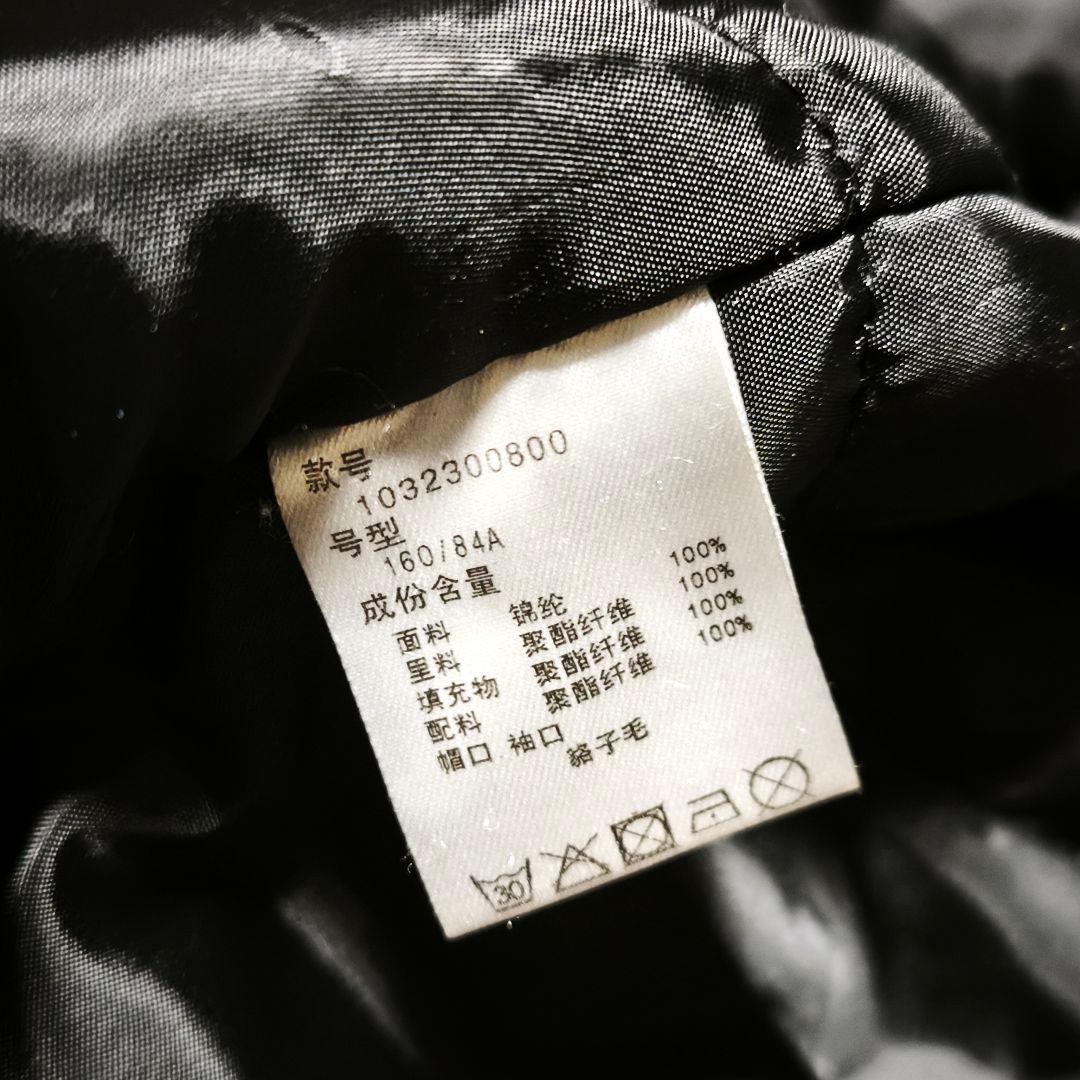 款号
1032300800
号型
160/84A
成份含量
面料 锦纶 100%
里料 聚酯纤维 100%
填充物 聚酯纤维 100%
配料 聚酯纤维 100%
帽口 袖口
貉子毛
30